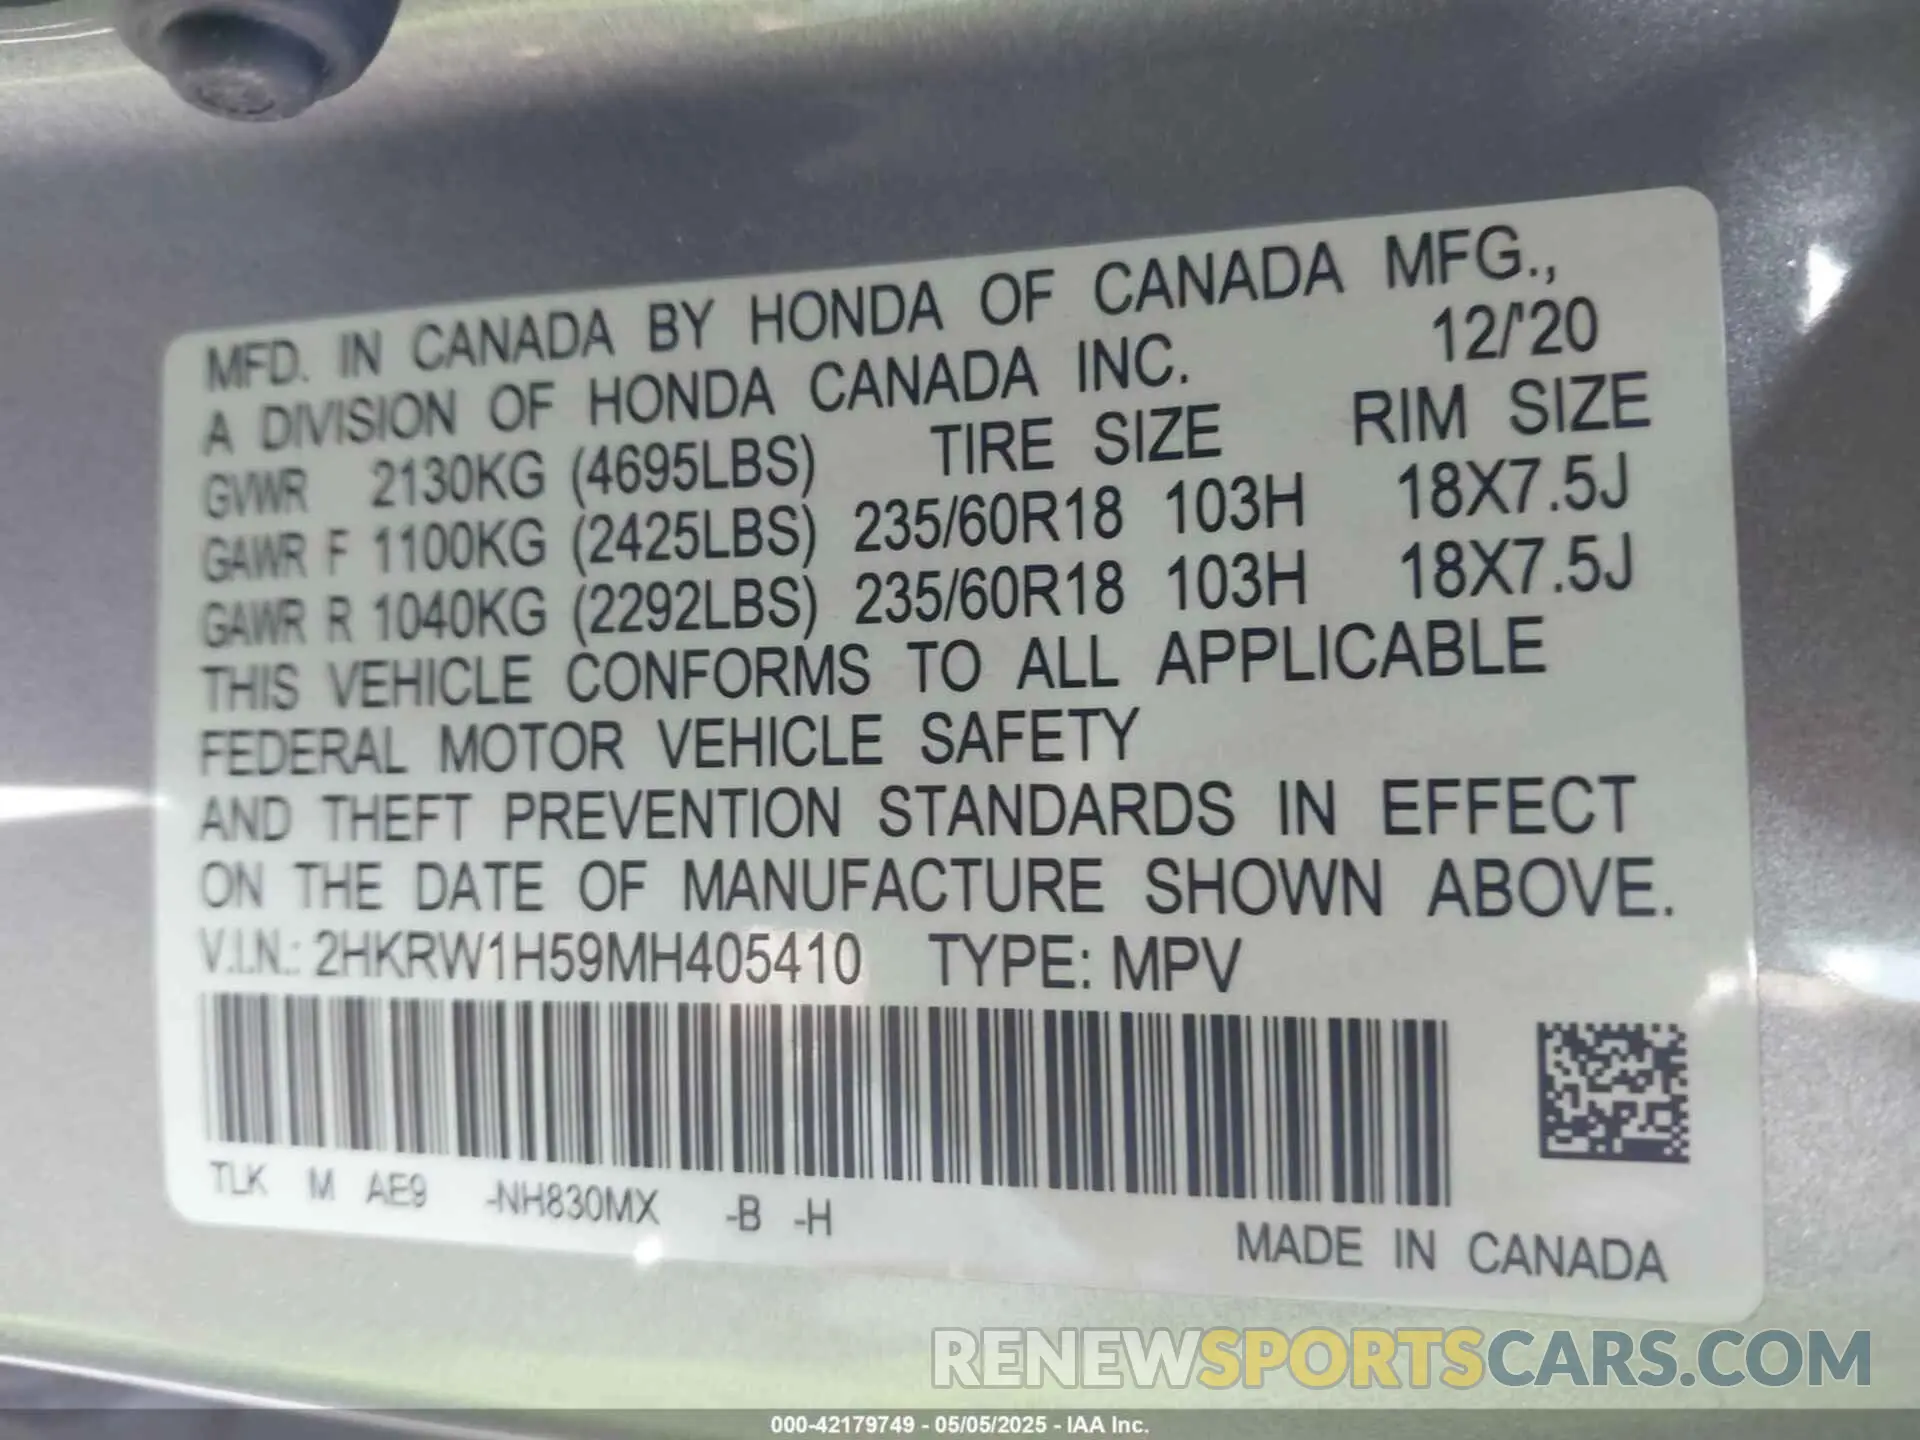 MFD. IN CANADA BY HONDA OF CANADA MFG.,
A DIVISION OF HONDA CANADA INC. 12/'20
GVWR 2130KG (4695LBS) TIRE SIZE RIM SIZE
GAWR F 1100KG (2425LBS) 235/60R18 103H 18X7.5J
GAWR R 1040KG (2292LBS) 235/60R18 103H 18X7.5J
THIS VEHICLE CONFORMS TO ALL APPLICABLE
FEDERAL MOTOR VEHICLE SAFETY
AND THEFT PREVENTION STANDARDS IN EFFECT
ON THE DATE OF MANUFACTURE SHOWN ABOVE.
V.I.N.: 2HKRW1H59MH405410 TYPE: MPV
TLK M AE9 -NH830MX -B -H
MADE IN CANADA
RENEWSPORTSCARS.COM
000-42179749 - 05/05/2025 - IAA Inc.